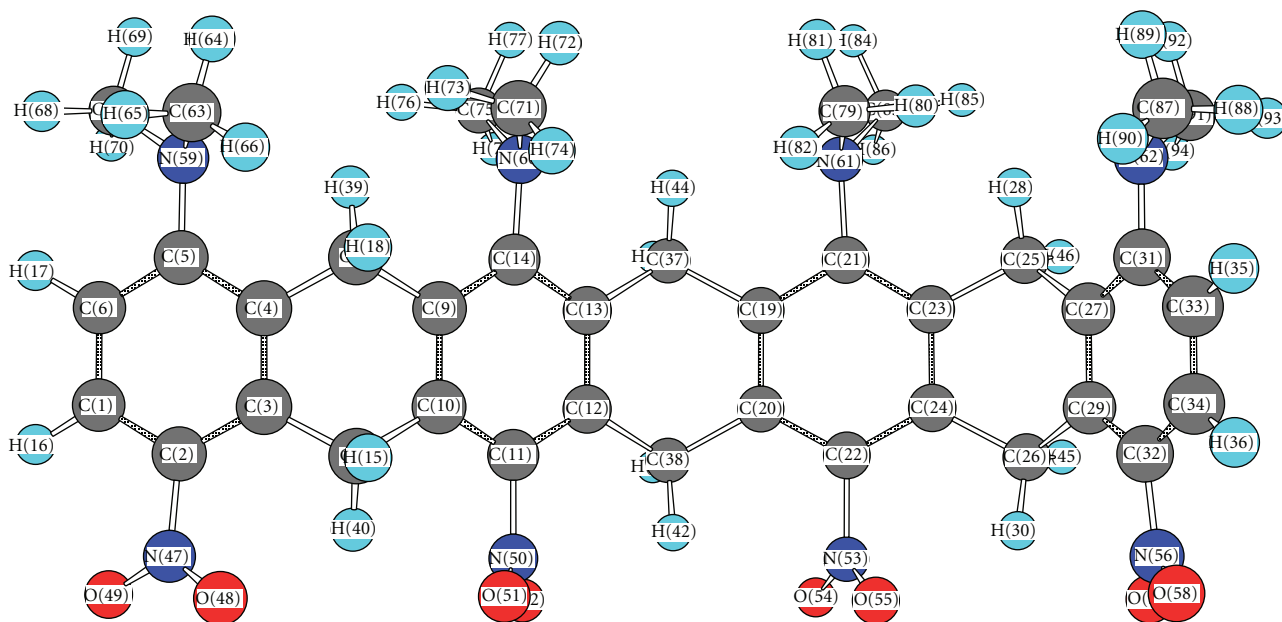 H(69)
H(64)
H(77)
H(72)
H(81)
H(84)
H(89)
H(68)
H(65)
C(63)
H(76)
H(73)
C(71)
C(79)
H(80)
H(85)
C(87)
H(88)
H(70)
H(66)
N(59)
H(74)
H(82)
N(61)
H(86)
H(90)
H(39)
H(44)
H(28)
H(18)
H(17)
C(5)
C(14)
C(37)
C(21)
C(25)
C(31)
H(35)
C(6)
C(4)
C(9)
C(13)
C(19)
C(23)
C(27)
C(33)
C(1)
C(3)
C(10)
C(12)
C(20)
C(24)
C(29)
C(34)
H(16)
C(2)
H(15)
C(11)
C(38)
C(22)
C(26)
C(32)
H(36)
H(40)
H(42)
H(30)
N(47)
N(50)
N(53)
N(56)
O(49)
O(48)
O(51)
O(54)
O(55)
O(58)